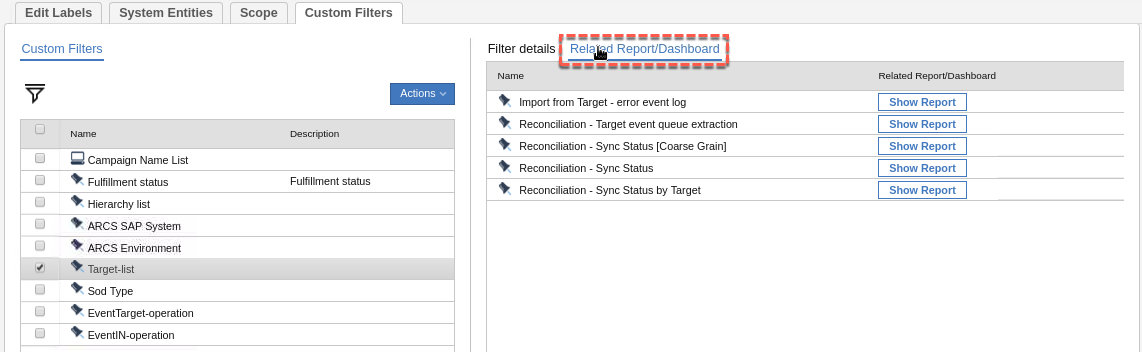 Edit Labels System Entities Scope Custom Filters
Custom Filters
Actions
Name Description
Campaign Name List
Fulfillment status Fulfillment status
Hierarchy list
ARCS SAP System
ARCS Environment
Target-list
Sod Type
EventTarget-operation
EventIN-operation
Filter details Related Report/Dashboard
Name Related Report/Dashboard
Import from Target - error event log Show Report
Reconciliation - Target event queue extraction Show Report
Reconciliation - Sync Status [Coarse Grain] Show Report
Reconciliation - Sync Status Show Report
Reconciliation - Sync Status by Target Show Report